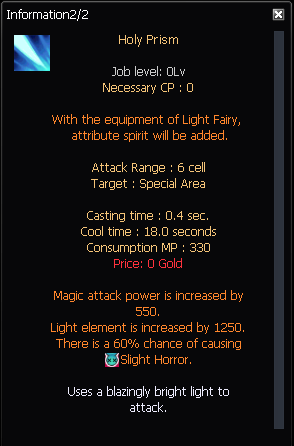 Information2/2
Holy Prism
Job level: 0Lv
Necessary CP : 0
With the equipment of Light Fairy,
attribute spirit will be added.
Attack Range : 6 cell
Target : Special Area
Casting time : 0.4 sec.
Cool time : 18.0 seconds
Consumption MP : 330
Price: 0 Gold
Magic attack power is increased by
550.
Light element is increased by 1250.
There is a 60% chance of causing
Slight Horror.
Uses a blazingly bright light to
attack.